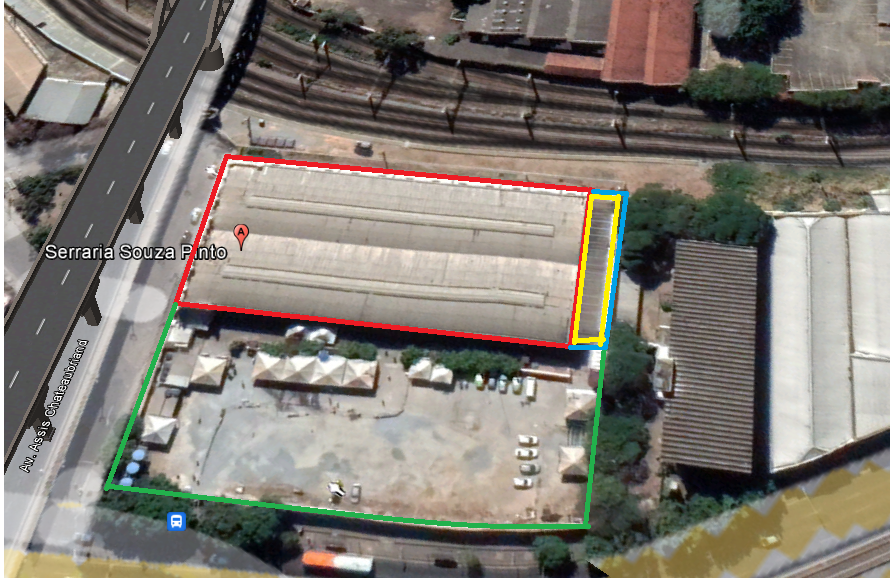 A
Serraria Souza Pinto
Av. Assis Chateaubriand